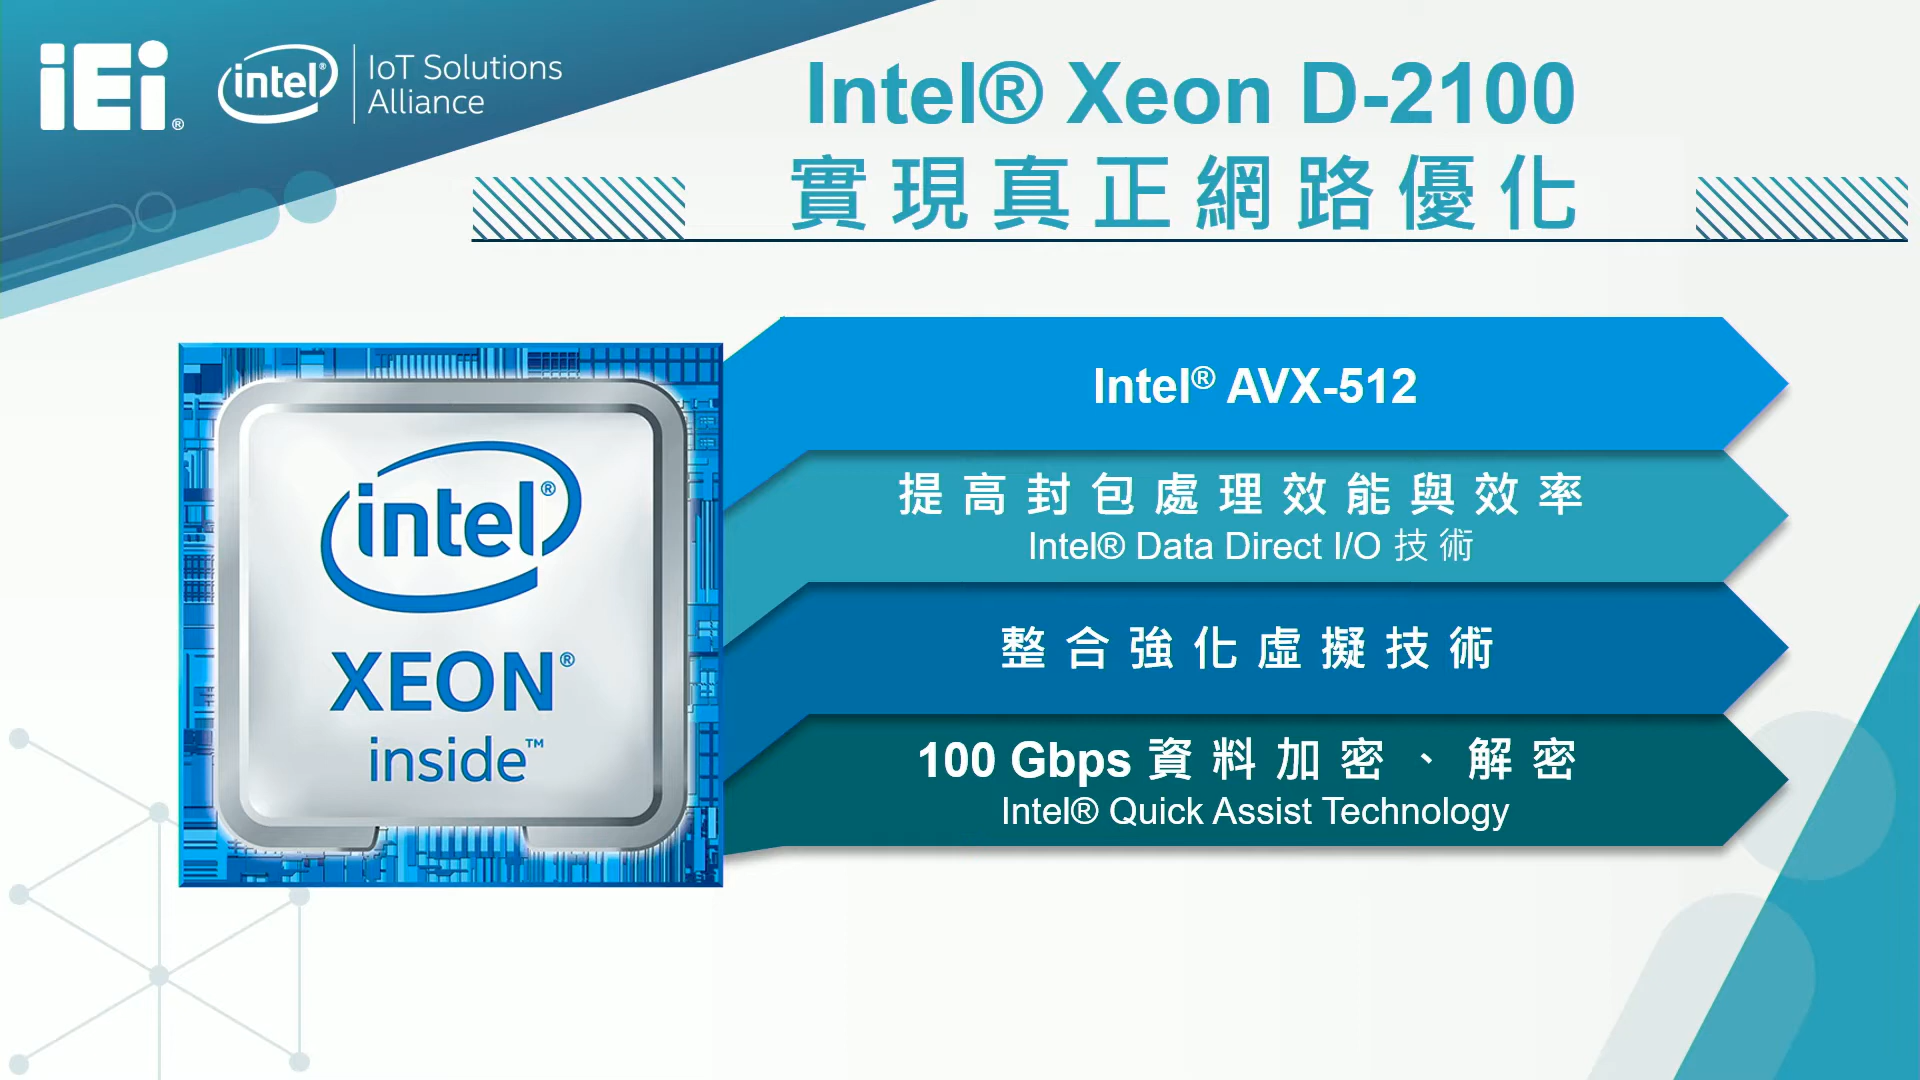 iEi®
intel® IoT Solutions
Alliance
Intel® Xeon D-2100
實現真正網路優化
intel®
XEON®
inside™
Intel® AVX-512
提高封包處理效能與效率
Intel® Data Direct I/O 技術
整合強化虛擬技術
100 Gbps 資料加密、解密
Intel® Quick Assist Technology